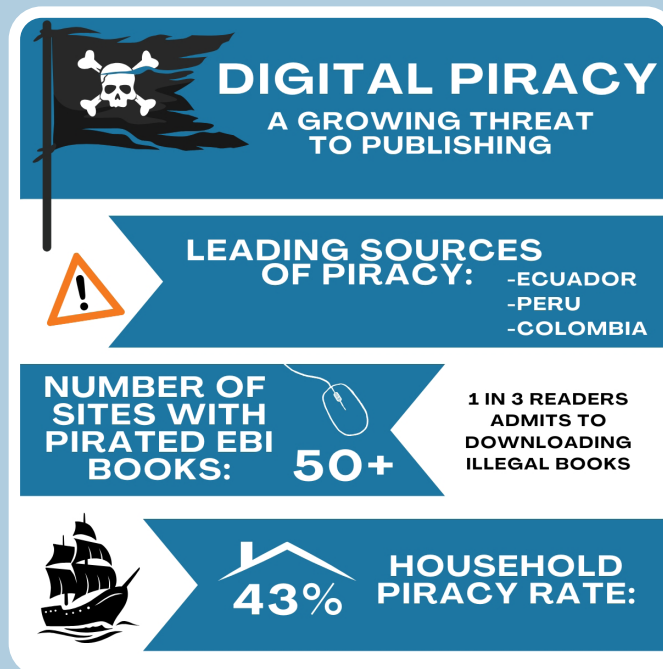 DIGITAL PIRACY
A GROWING THREAT
TO PUBLISHING
LEADING SOURCES
OF PIRACY:
-ECUADOR
-PERU
-COLOMBIA
NUMBER OF
SITES WITH
PIRATED EBI
BOOKS:
50+
1 IN 3 READERS
ADMITS TO
DOWNLOADING
ILLEGAL BOOKS
43%
HOUSEHOLD
PIRACY RATE: